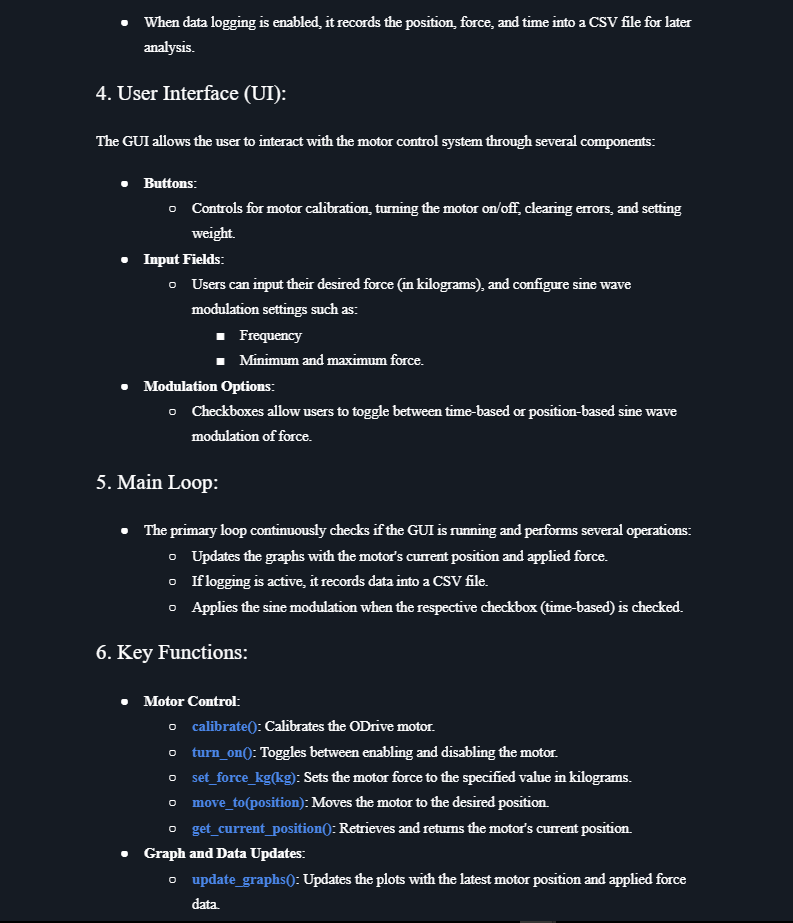 ● When data logging is enabled, it records the position, force, and time into a CSV file for later
analysis.
4. User Interface (UI):
The GUI allows the user to interact with the motor control system through several components:
● Buttons:
○ Controls for motor calibration, turning the motor on/off, clearing errors, and setting
weight.
● Input Fields:
○ Users can input their desired force (in kilograms), and configure sine wave
modulation settings such as:
■ Frequency
■ Minimum and maximum force.
● Modulation Options:
○ Checkboxes allow users to toggle between time-based or position-based sine wave
modulation of force.
5. Main Loop:
● The primary loop continuously checks if the GUI is running and performs several operations:
○ Updates the graphs with the motor's current position and applied force.
○ If logging is active, it records data into a CSV file.
○ Applies the sine modulation when the respective checkbox (time-based) is checked.
6. Key Functions:
● Motor Control:
○ calibrate(): Calibrates the ODrive motor.
○ turn_on(): Toggles between enabling and disabling the motor.
○ set_force_kg(kg): Sets the motor force to the specified value in kilograms.
○ move_to(position): Moves the motor to the desired position.
○ get_current_position(): Retrieves and returns the motor's current position.
● Graph and Data Updates:
○ update_graphs(): Updates the plots with the latest motor position and applied force
data.